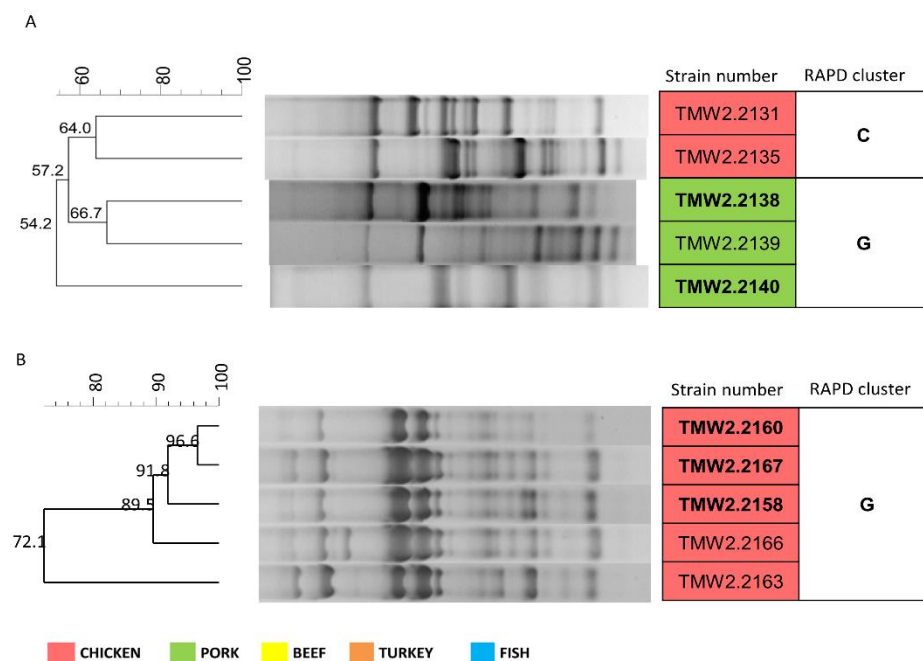 A
60
80
100
Strain number RAPD cluster
64.0
57.2
66.7
54.2
TMW2.2131
C
TMW2.2135
TMW2.2138
TMW2.2139
G
TMW2.2140
B
80
90
100
Strain number RAPD cluster
96.6
91.8
89.5
72.1
TMW2.2160
TMW2.2167
TMW2.2158
G
TMW2.2166
TMW2.2163
CHICKEN PORK BEEF TURKEY FISH